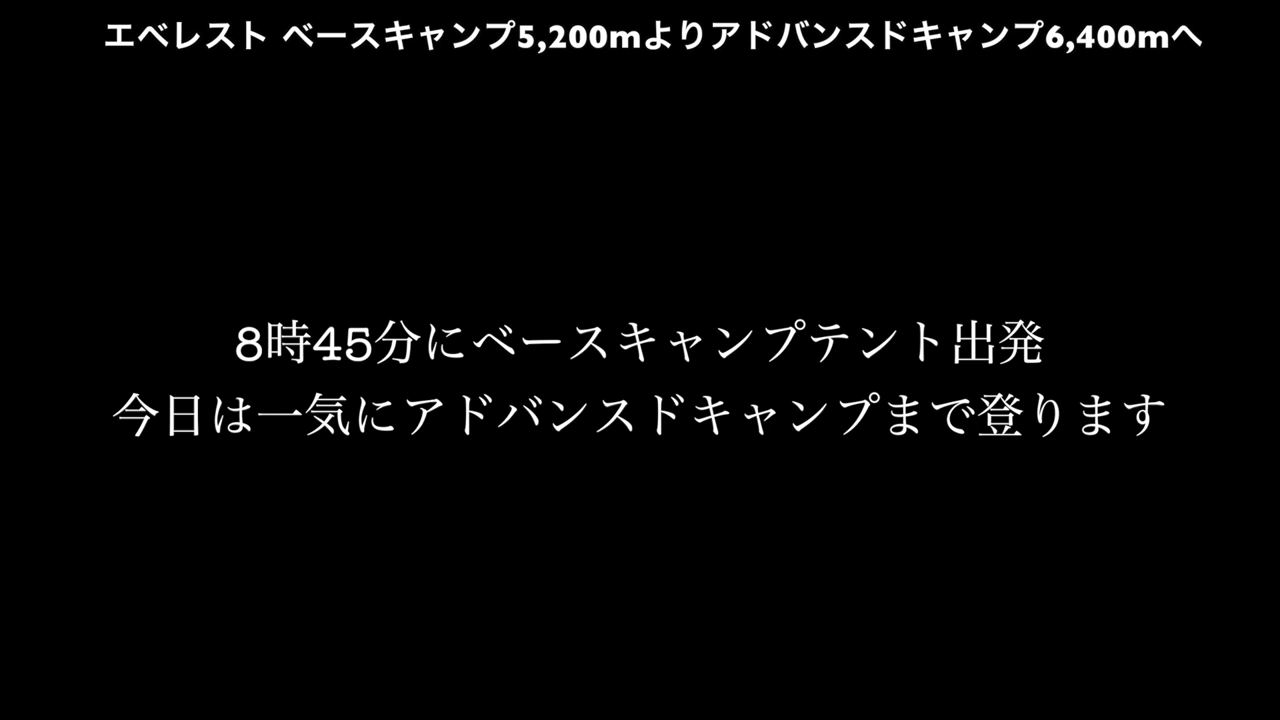 エベレスト ベースキャンプ5,200mよりアドバンスドキャンプ6,400mへ
8時45分にベースキャンプテント出発
今日は一気にアドバンスドキャンプまで登ります